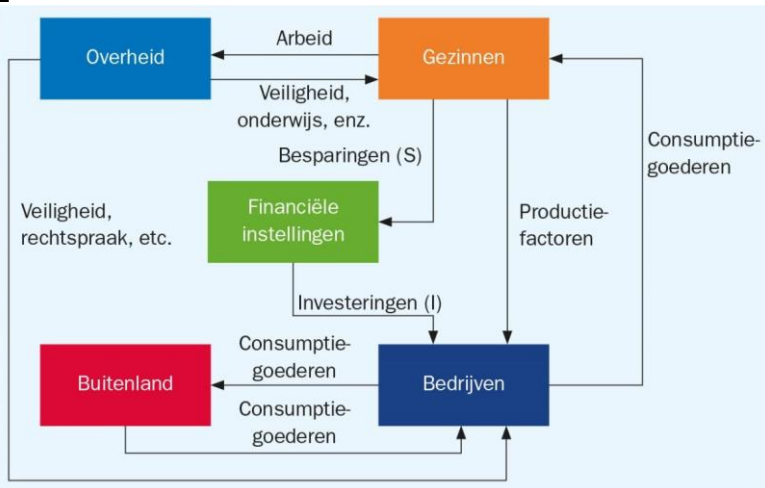 Overheid
Arbeid
Gezinnen
Veiligheid,
onderwijs, enz.
Besparingen (S)
Consumptie-
goederen
Financiële
instellingen
Veiligheid,
rechtspraak, etc.
Productie-
factoren
Investeringen (I)
Buitenland
Consumptie-
goederen
Consumptie-
goederen
Bedrijven